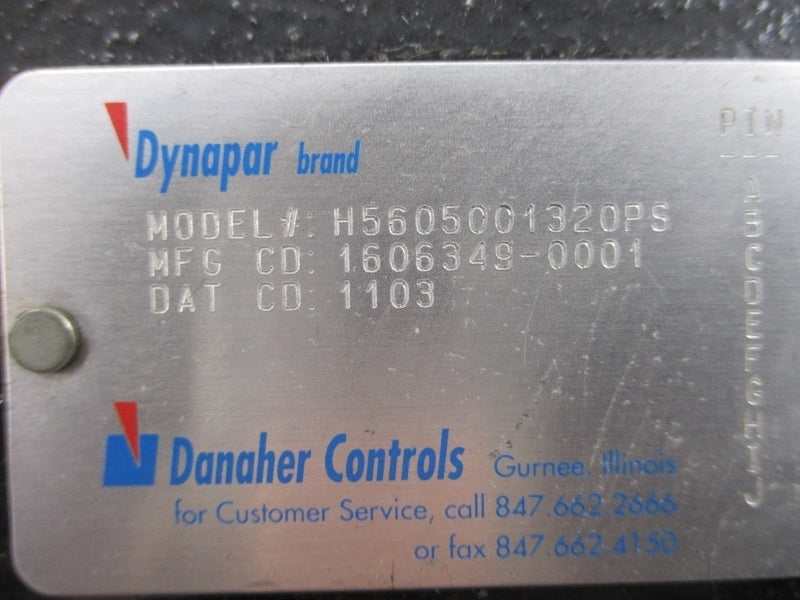 Dynapar brand
MODEL#: H5605001320PS
MFG CD: 1606349-0001
DAT CD: 1103
PIN
---
A
B
C
D
E
F
G
H
I
J
Danaher Controls Gurnee, Illinois
for Customer Service, call 847.662.2666
or fax 847.662.4150